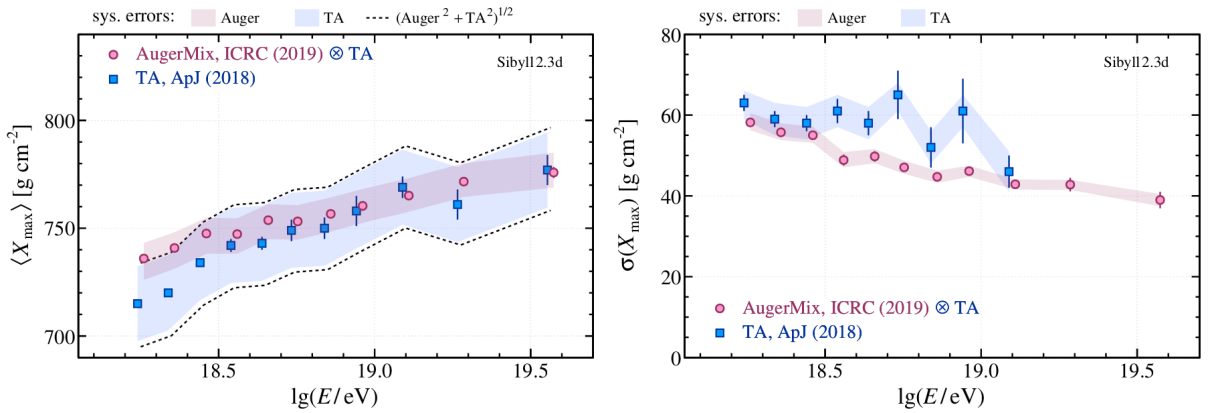 sys. errors: Auger TA (Auger ² + TA²)^1/2
AugerMix, ICRC (2019) ⊗ TA
TA, ApJ (2018)
Sibyll2.3d
800
750
700
⟨X_max⟩ [g cm⁻²]
18.5 19.0 19.5
lg(E/eV)
sys. errors: Auger TA
Sibyll2.3d
80
60
40
20
0
σ(X_max) [g cm⁻²]
AugerMix, ICRC (2019) ⊗ TA
TA, ApJ (2018)
18.5 19.0 19.5
lg(E/eV)